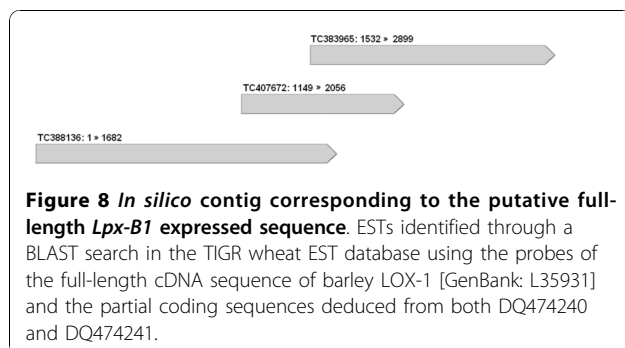 TC383965: 1532 » 2899
TC407672: 1149 » 2056
TC388136: 1 » 1682
Figure 8 In silico contig corresponding to the putative full-
length Lpx-B1 expressed sequence. ESTs identified through a
BLAST search in the TIGR wheat EST database using the probes of
the full-length cDNA sequence of barley LOX-1 [GenBank: L35931]
and the partial coding sequences deduced from both DQ474240
and DQ474241.